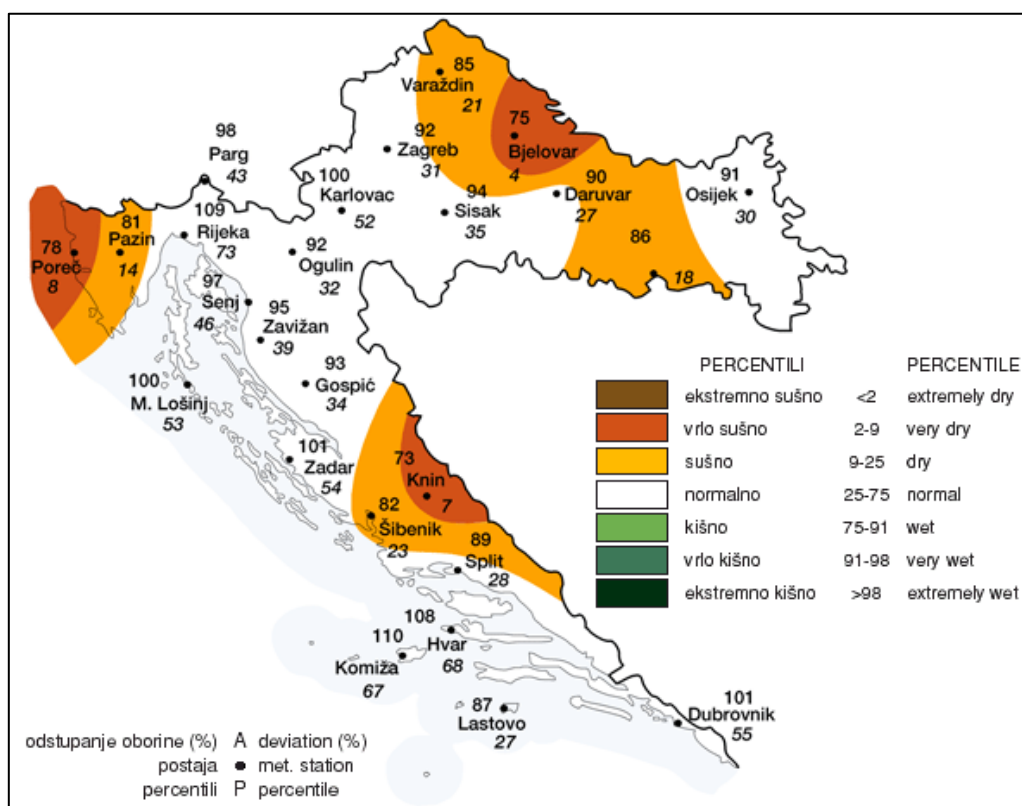 85
Varaždin
21
75
Bjelovar
4
92
Zagreb
31
98
Parg
43
100
Karlovac
52
94
Sisak
35
90
Daruvar
27
91
Osijek
30
86
18
109
Rijeka
73
81
Pazin
14
78
Poreč
8
92
Ogulin
32
97
Senj
46
95
Zavižan
39
93
Gospić
34
100
M. Lošinj
53
101
Zadar
54
73
Knin
7
82
Šibenik
23
89
Split
28
108
Hvar
68
110
Komiža
67
87
Lastovo
27
101
Dubrovnik
55
PERCENTILI PERCENTILE
ekstremno sušno <2 extremely dry
vrlo sušno 2-9 very dry
sušno 9-25 dry
normalno 25-75 normal
kišno 75-91 wet
vrlo kišno 91-98 very wet
ekstremno kišno >98 extremely wet
odstupanje oborine (%) A deviation (%)
postaja met. station
percentili P percentile